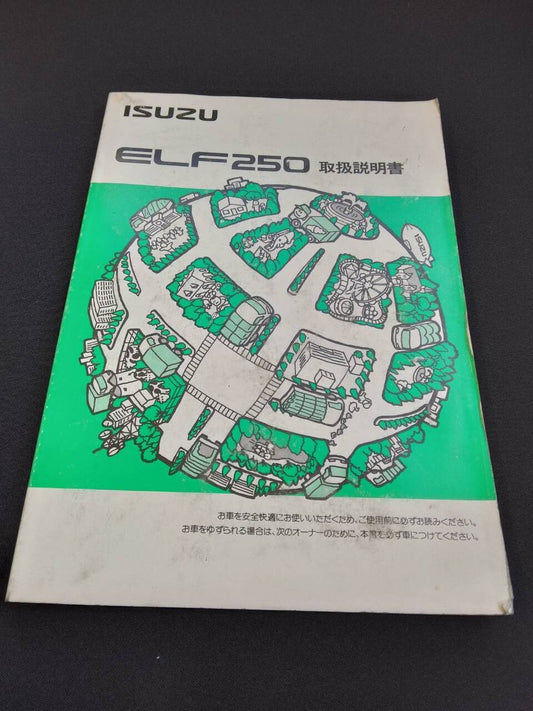 ISUZU
ELF250 取扱説明書
ISUZU
お車を安全快適にお使いいただくため、ご使用前に必ずお読みください。
お車をゆずられる場合は、次のオーナーのために、本書を必ず車につけてください。